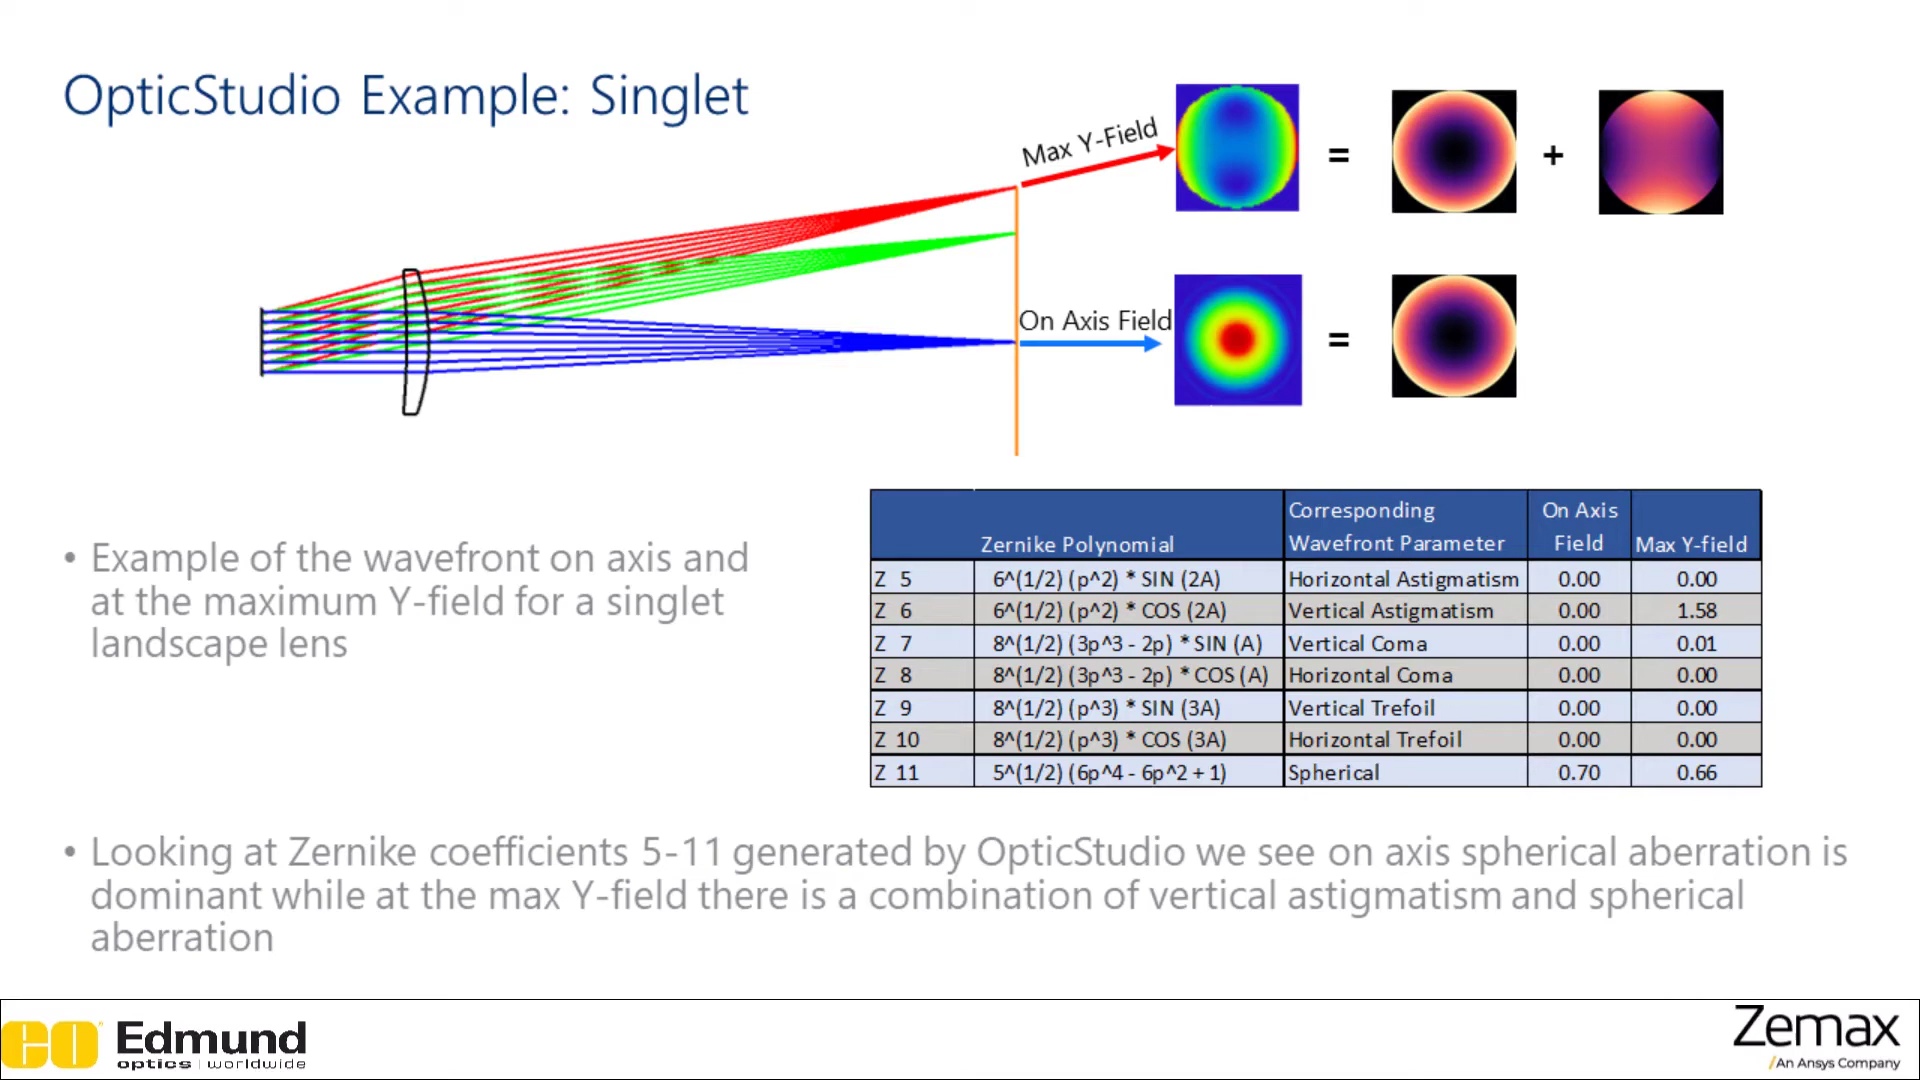 OpticStudio Example: Singlet
Max Y-Field
=
+
On Axis Field
=
• Example of the wavefront on axis and
at the maximum Y-field for a singlet
landscape lens
Zernike Polynomial Corresponding Wavefront Parameter On Axis Field Max Y-field
Z 5 6^(1/2) (p^2) * SIN (2A) Horizontal Astigmatism 0.00 0.00
Z 6 6^(1/2) (p^2) * COS (2A) Vertical Astigmatism 0.00 1.58
Z 7 8^(1/2) (3p^3 - 2p) * SIN (A) Vertical Coma 0.00 0.01
Z 8 8^(1/2) (3p^3 - 2p) * COS (A) Horizontal Coma 0.00 0.00
Z 9 8^(1/2) (p^3) * SIN (3A) Vertical Trefoil 0.00 0.00
Z 10 8^(1/2) (p^3) * COS (3A) Horizontal Trefoil 0.00 0.00
Z 11 5^(1/2) (6p^4 - 6p^2 + 1) Spherical 0.70 0.66
• Looking at Zernike coefficients 5-11 generated by OpticStudio we see on axis spherical aberration is
dominant while at the max Y-field there is a combination of vertical astigmatism and spherical
aberration
EO Edmund
optics | worldwide
Zemax
/An Ansys Company